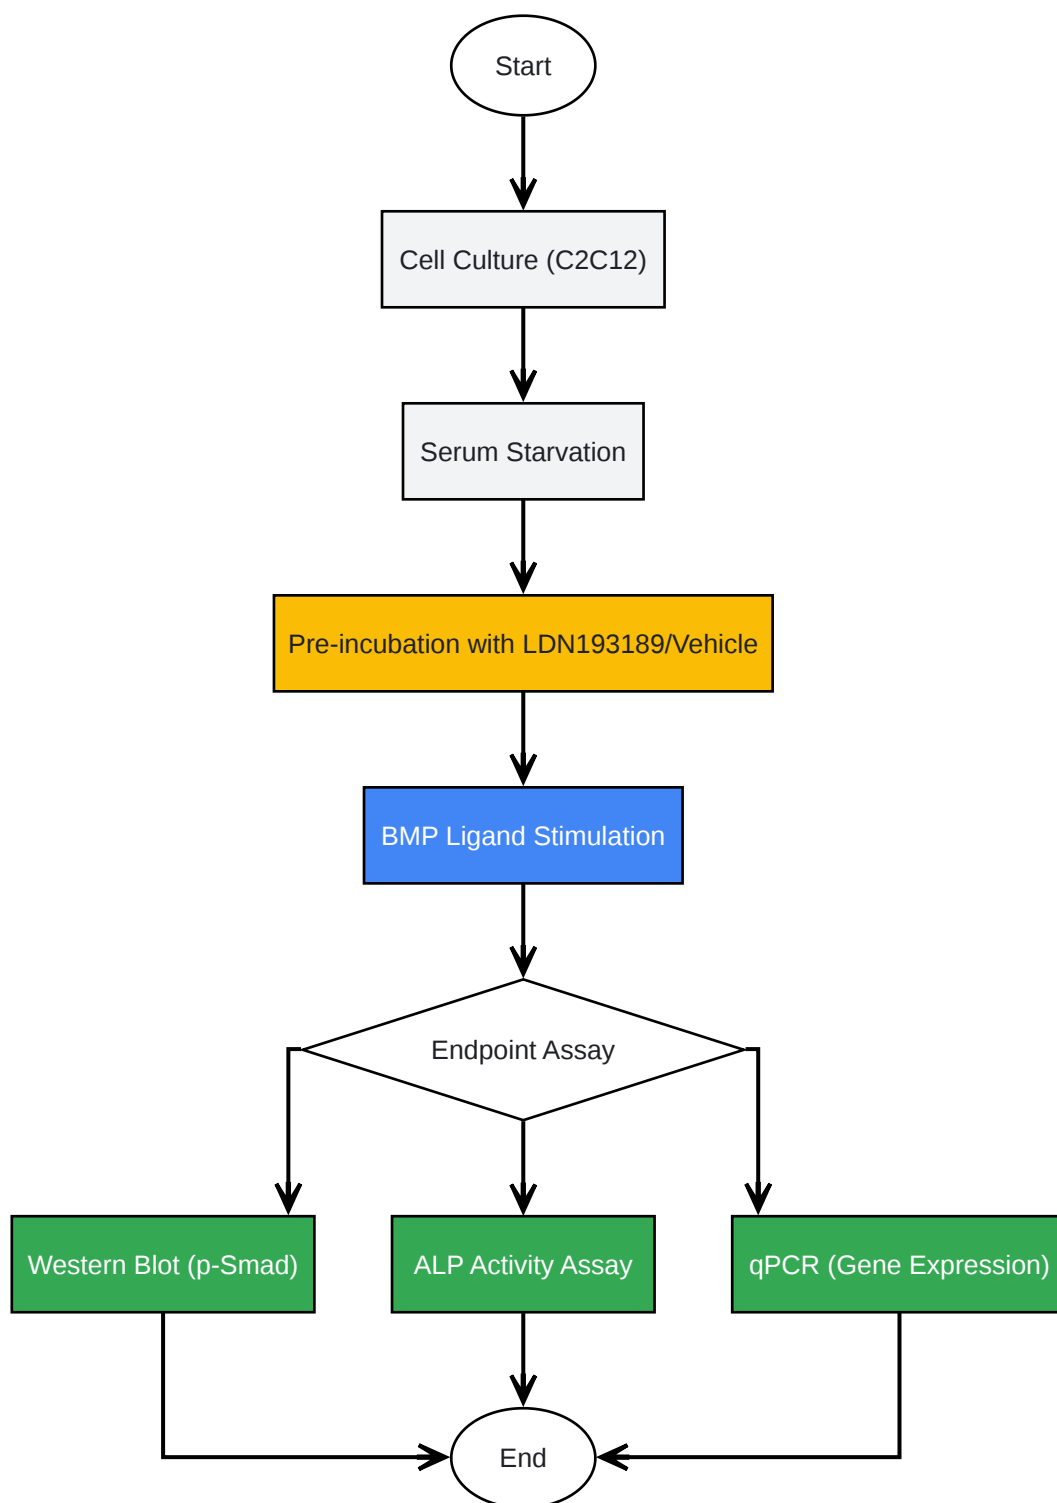 Start
Cell Culture (C2C12)
Serum Starvation
Pre-incubation with LDN193189/Vehicle
BMP Ligand Stimulation
Endpoint Assay
Western Blot (p-Smad)
ALP Activity Assay
qPCR (Gene Expression)
End